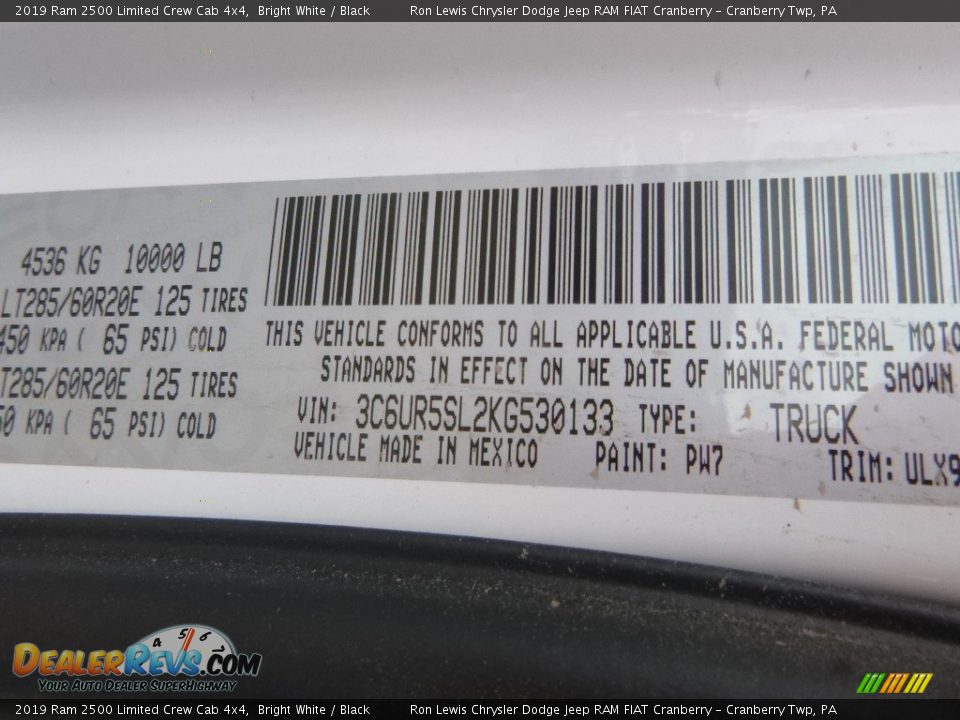 2019 Ram 2500 Limited Crew Cab 4x4, Bright White / Black Ron Lewis Chrysler Dodge Jeep RAM FIAT Cranberry - Cranberry Twp, PA
4536 KG 10000 LB
LT285/60R20E 125 TIRES
450 KPA ( 65 PSI) COLD
LT285/60R20E 125 TIRES
50 KPA ( 65 PSI) COLD
THIS VEHICLE CONFORMS TO ALL APPLICABLE U.S.A. FEDERAL MOTO
STANDARDS IN EFFECT ON THE DATE OF MANUFACTURE SHOWN
VIN: 3C6UR5SL2KG530133 TYPE: TRUCK
VEHICLE MADE IN MEXICO PAINT: PW7 TRIM: ULX9
4 5 6
DealerRevs.com
Your Auto Dealer SuperHighway
2019 Ram 2500 Limited Crew Cab 4x4, Bright White / Black Ron Lewis Chrysler Dodge Jeep RAM FIAT Cranberry - Cranberry Twp, PA